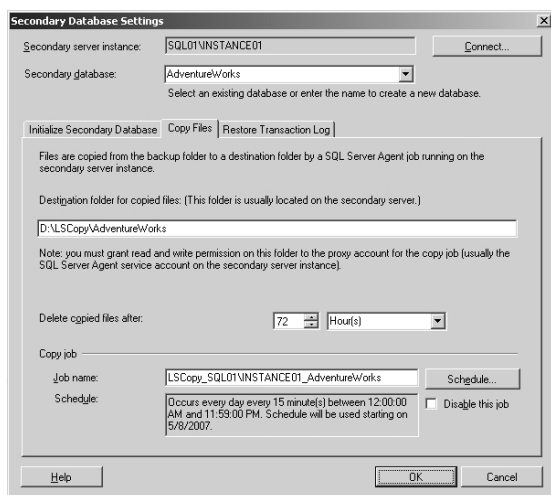 Secondary Database Settings
Secondary server instance: SQL01\INSTANCE01 Connect...
Secondary database: AdventureWorks
Select an existing database or enter the name to create a new database.
Initialize Secondary Database Copy Files Restore Transaction Log
Files are copied from the backup folder to a destination folder by a SQL Server Agent job running on the
secondary server instance.
Destination folder for copied files: (This folder is usually located on the secondary server.)
D:\LSCopy\AdventureWorks
Note: you must grant read and write permission on this folder to the proxy account for the copy job (usually the
SQL Server Agent service account on the secondary server instance).
Delete copied files after: 72 Hour(s)
Copy job
Job name: LSCopy_SQL01\INSTANCE01_AdventureWorks Schedule...
Schedule: Occurs every day every 15 minute(s) between 12:00:00 Disable this job
AM and 11:59:00 PM. Schedule will be used starting on
5/8/2007.
Help OK Cancel